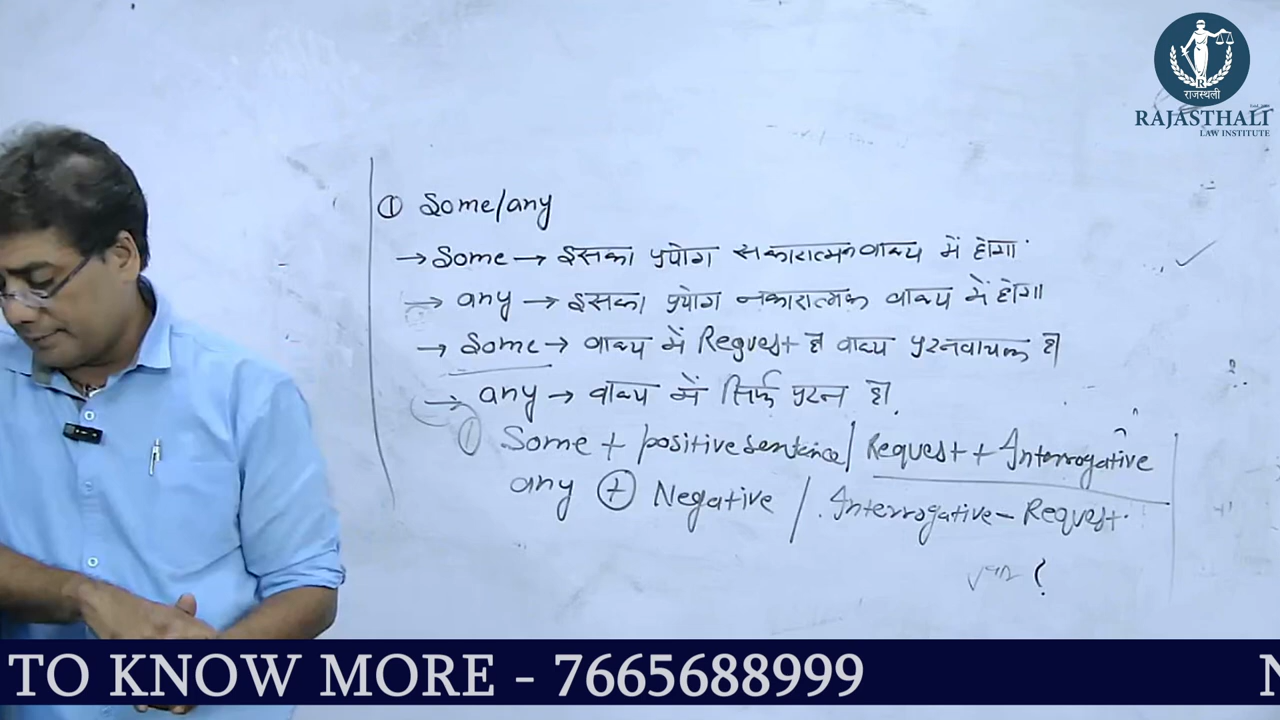 राजस्थली
RAJASTHALI
LAW INSTITUTE
① Some/any
→ Some → इसका प्रयोग सकारात्मक वाक्य में होगा
→ any → इसका प्रयोग नकारात्मक वाक्य में होगा
→ Some → वाक्य में Request हो वाक्य प्रश्नवाचक हो
→ any → वाक्य में सिर्फ प्रश्न हो.
① Some + positive sentence / Request + Interrogative
any ⊕ Negative / Interrogative - Request.
?
TO KNOW MORE - 7665688999 N